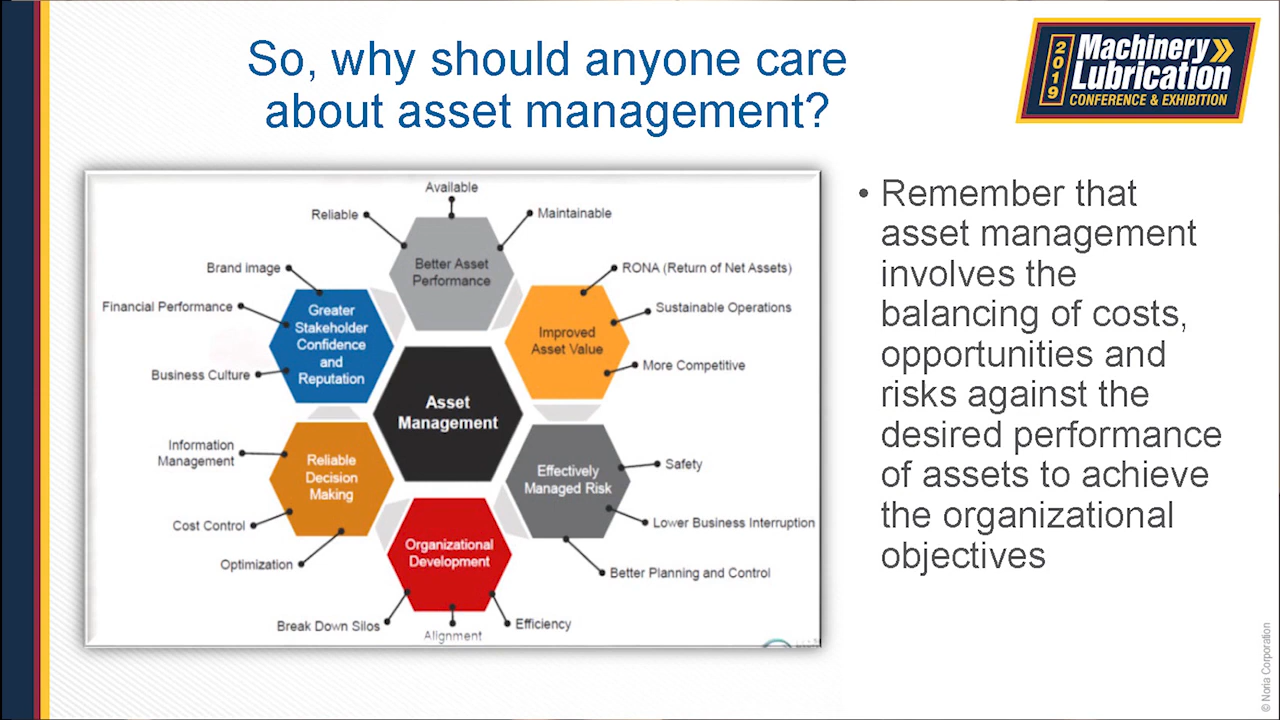 So, why should anyone care
about asset management?
2019
Machinery
Lubrication
CONFERENCE & EXHIBITION
Available
Reliable
Maintainable
Better Asset
Performance
Brand image
Financial Performance
Business Culture
Greater
Stakeholder
Confidence
and
Reputation
RONA (Return of Net Assets)
Sustainable Operations
More Competitive
Improved
Asset Value
Asset
Management
Information
Management
Cost Control
Optimization
Reliable
Decision
Making
Effectively
Managed Risk
Safety
Lower Business Interruption
Better Planning and Control
Organizational
Development
Break Down Silos
Alignment
Efficiency
• Remember that
asset management
involves the
balancing of costs,
opportunities and
risks against the
desired performance
of assets to achieve
the organizational
objectives
© Noria Corporation